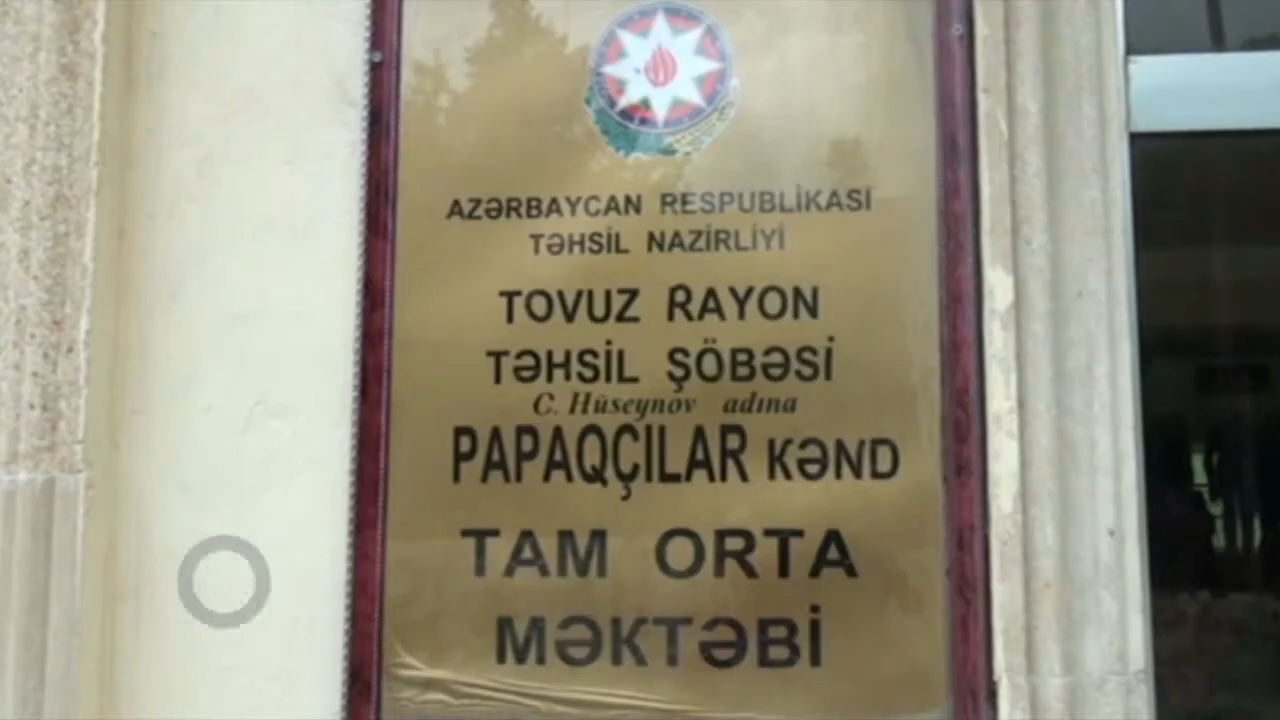 AZƏRBAYCAN RESPUBLİKASI
TƏHSİL NAZİRLİYİ
TOVUZ RAYON
TƏHSİL ŞÖBƏSİ
C. Hüseynov adına
PAPAQÇILAR KƏND
TAM ORTA
MƏKTƏBİ